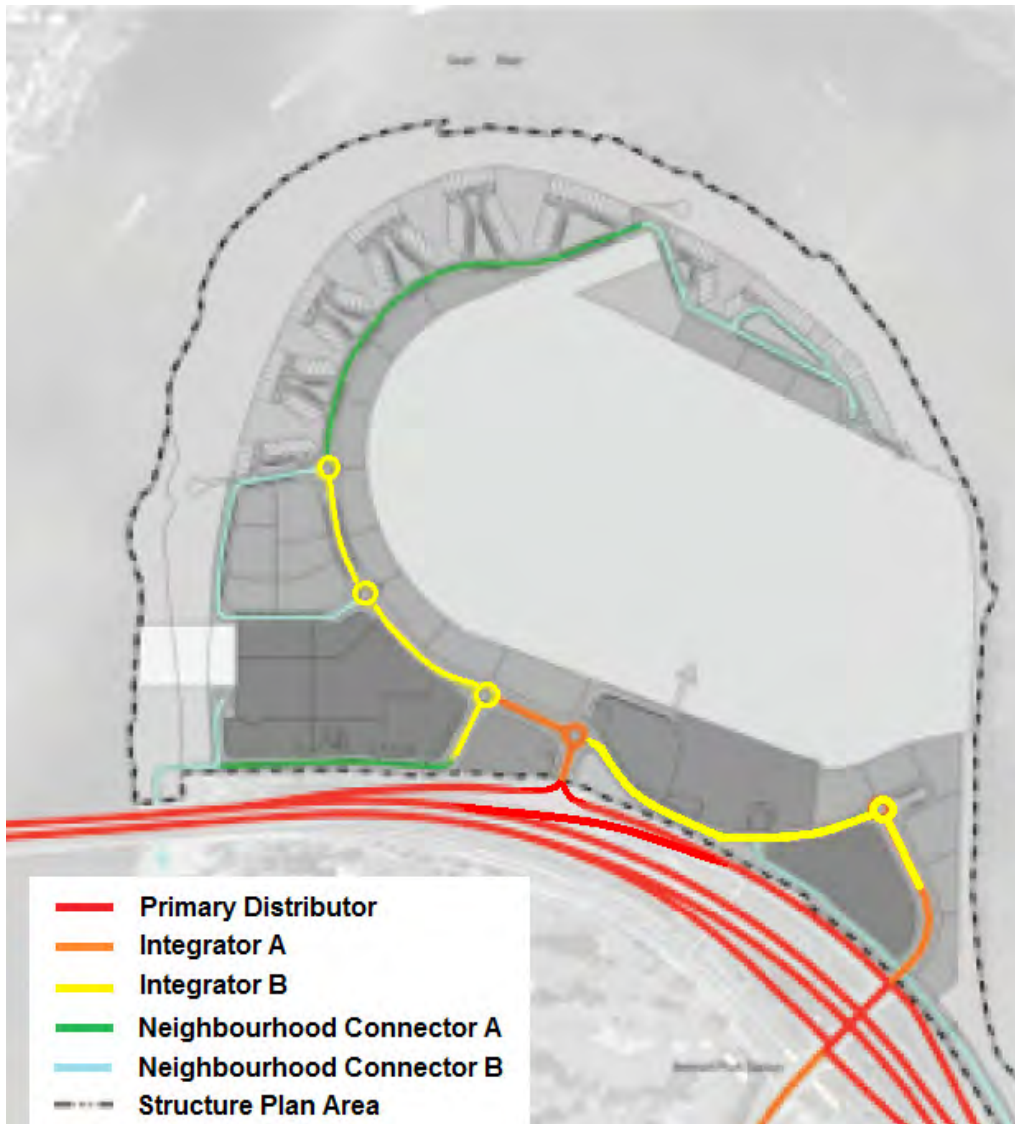 Primary Distributor
Integrator A
Integrator B
Neighbourhood Connector A
Neighbourhood Connector B
Structure Plan Area